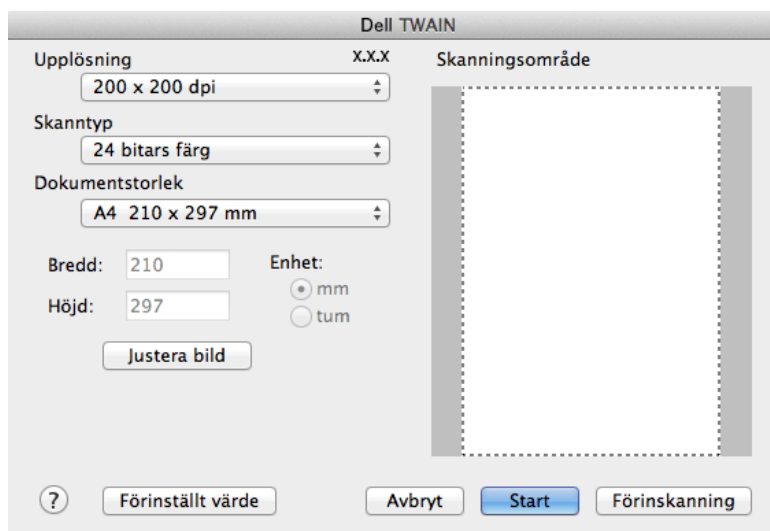 Dell TWAIN
Upplösning
X.X.X
200 x 200 dpi
Skanntyp
24 bitars färg
Dokumentstorlek
A4 210 x 297 mm
Bredd: 210
Höjd: 297
Enhet:
mm
tum
Justera bild
Skanningsområde
? Förinställt värde Avbryt Start Förinskanning